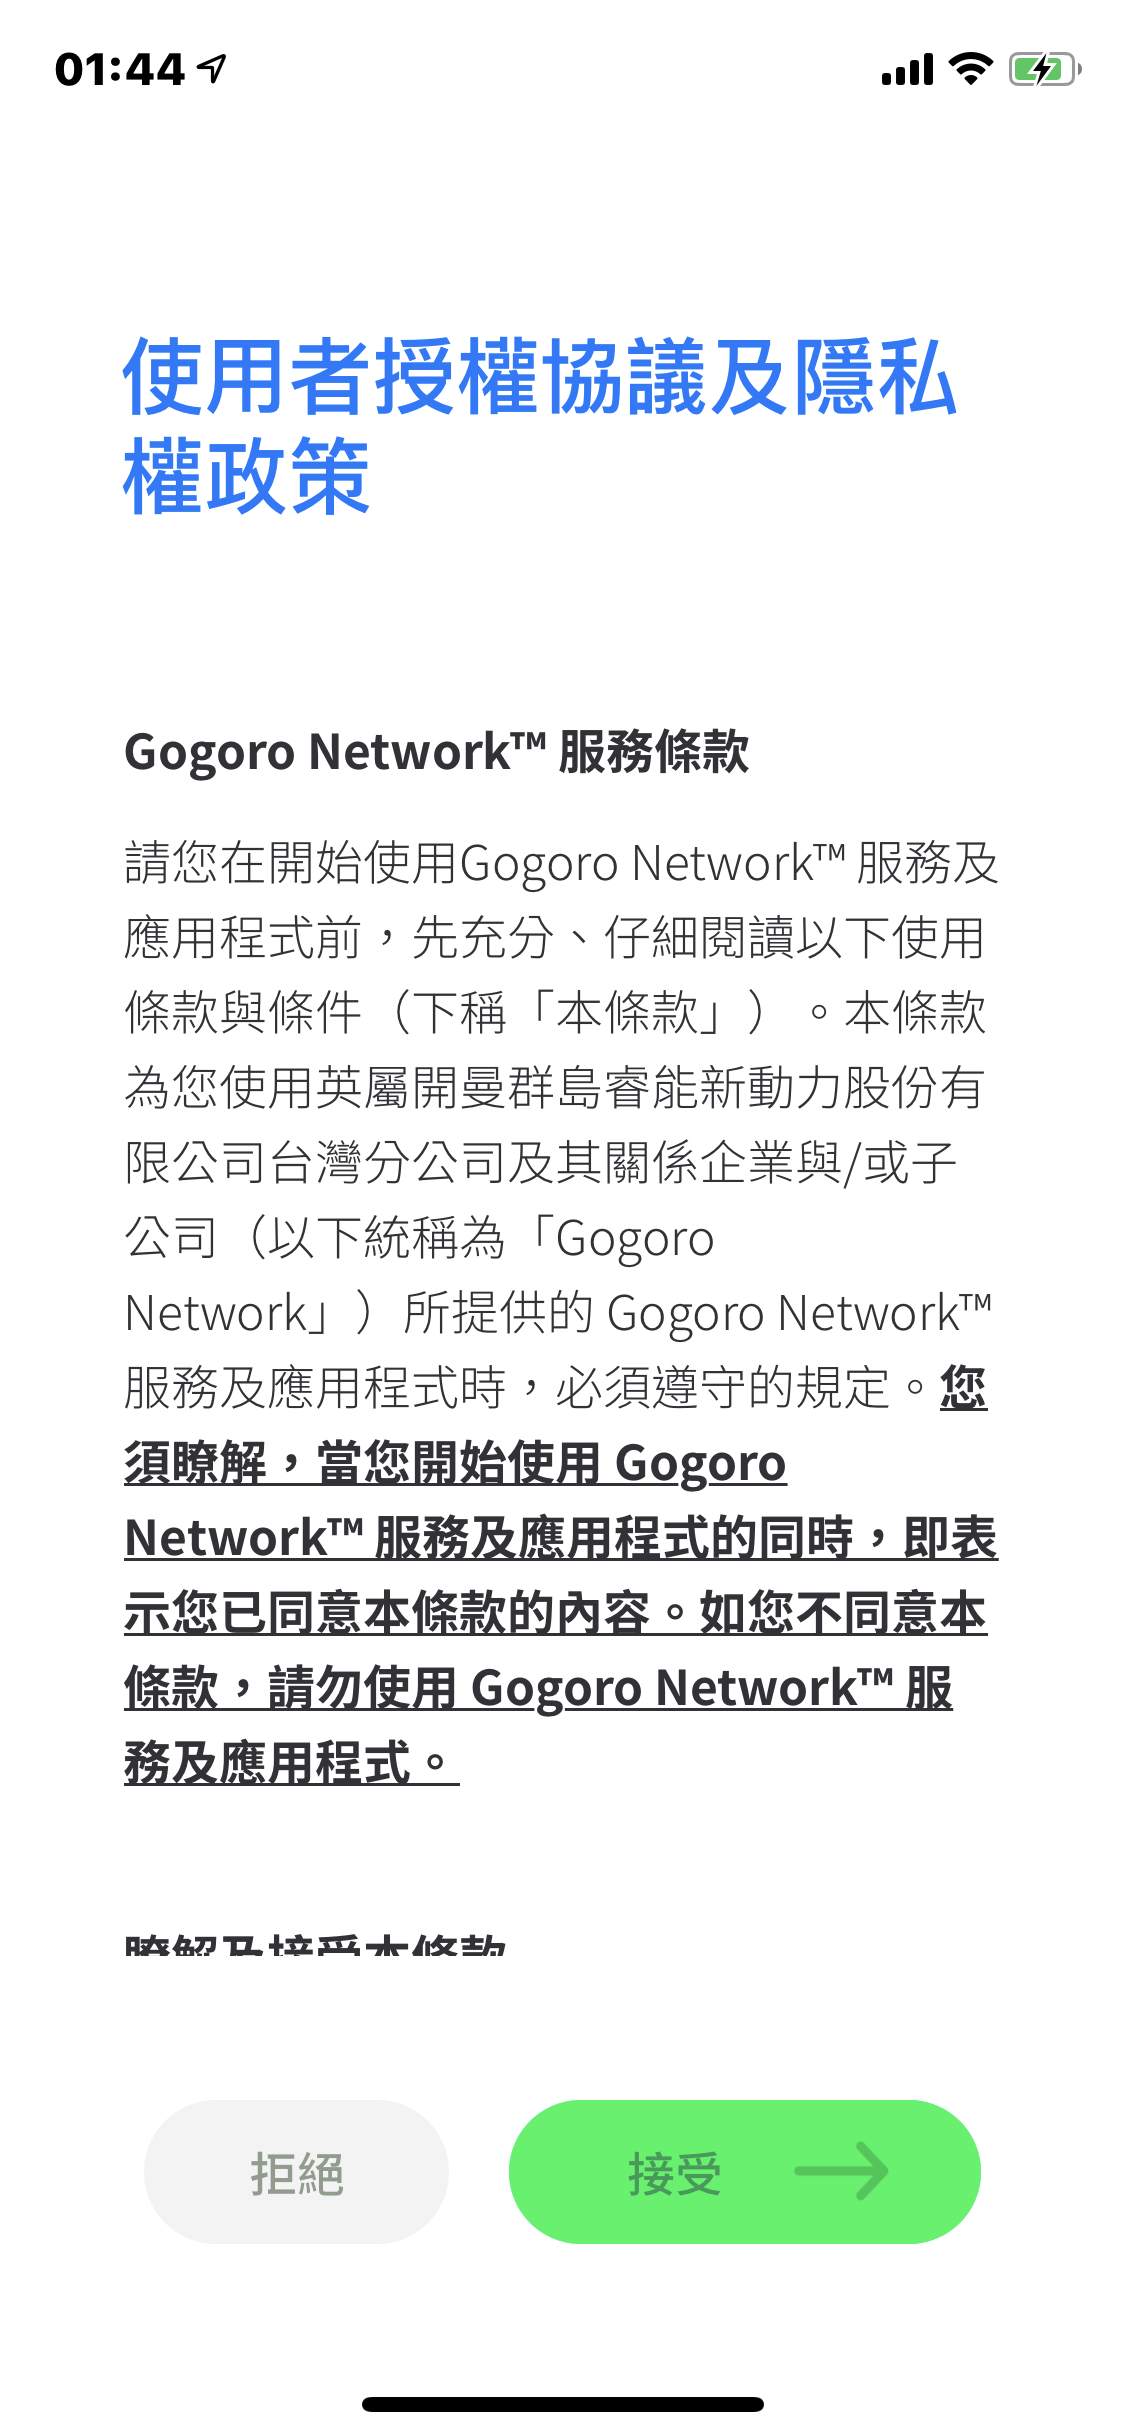 01:44
使用者授權協議及隱私
權政策
Gogoro Network™ 服務條款
請您在開始使用Gogoro Network™ 服務及
應用程式前，先充分、仔細閱讀以下使用
條款與條件（下稱「本條款」）。本條款
為您使用英屬開曼群島睿能新動力股份有
限公司台灣分公司及其關係企業與/或子
公司（以下統稱為「Gogoro
Network」）所提供的 Gogoro Network™
服務及應用程式時，必須遵守的規定。您
須瞭解，當您開始使用 Gogoro
Network™ 服務及應用程式的同時，即表
示您已同意本條款的內容。如您不同意本
條款，請勿使用 Gogoro Network™ 服
務及應用程式。
瞭解及接受本條款
拒絕
接受